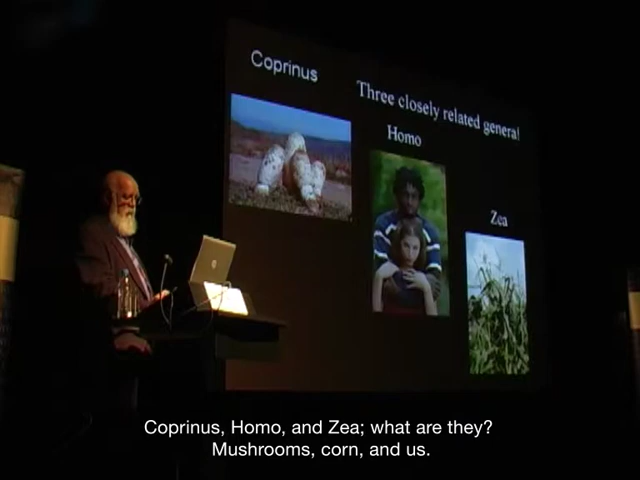 Coprinus
Three closely related genera!
Homo
Zea
Coprinus, Homo, and Zea; what are they?
Mushrooms, corn, and us.